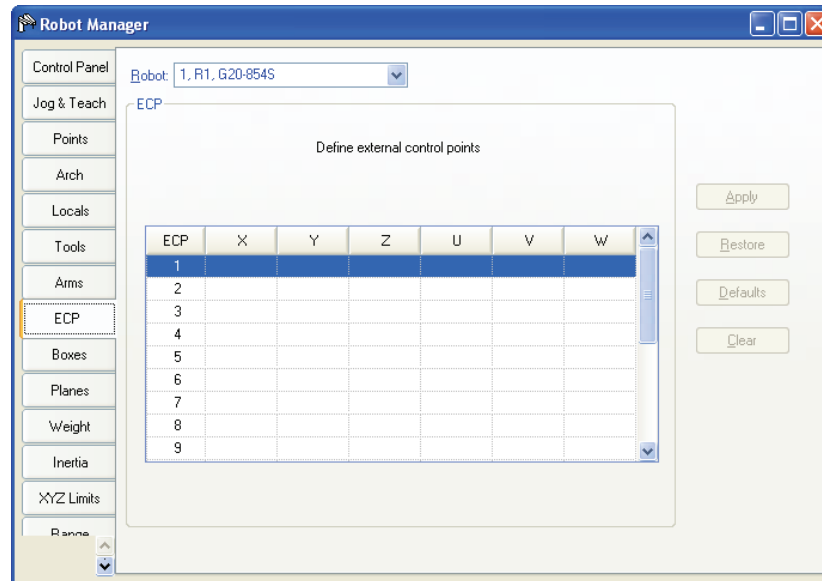 Robot Manager
Control Panel
Jog & Teach
Points
Arch
Locals
Tools
Arms
ECP
Boxes
Planes
Weight
Inertia
XYZ Limits
Range
Robot: 1, R1, G20-854S
ECP
Define external control points
ECP X Y Z U V W
1
2
3
4
5
6
7
8
9
Apply
Restore
Defaults
Clear